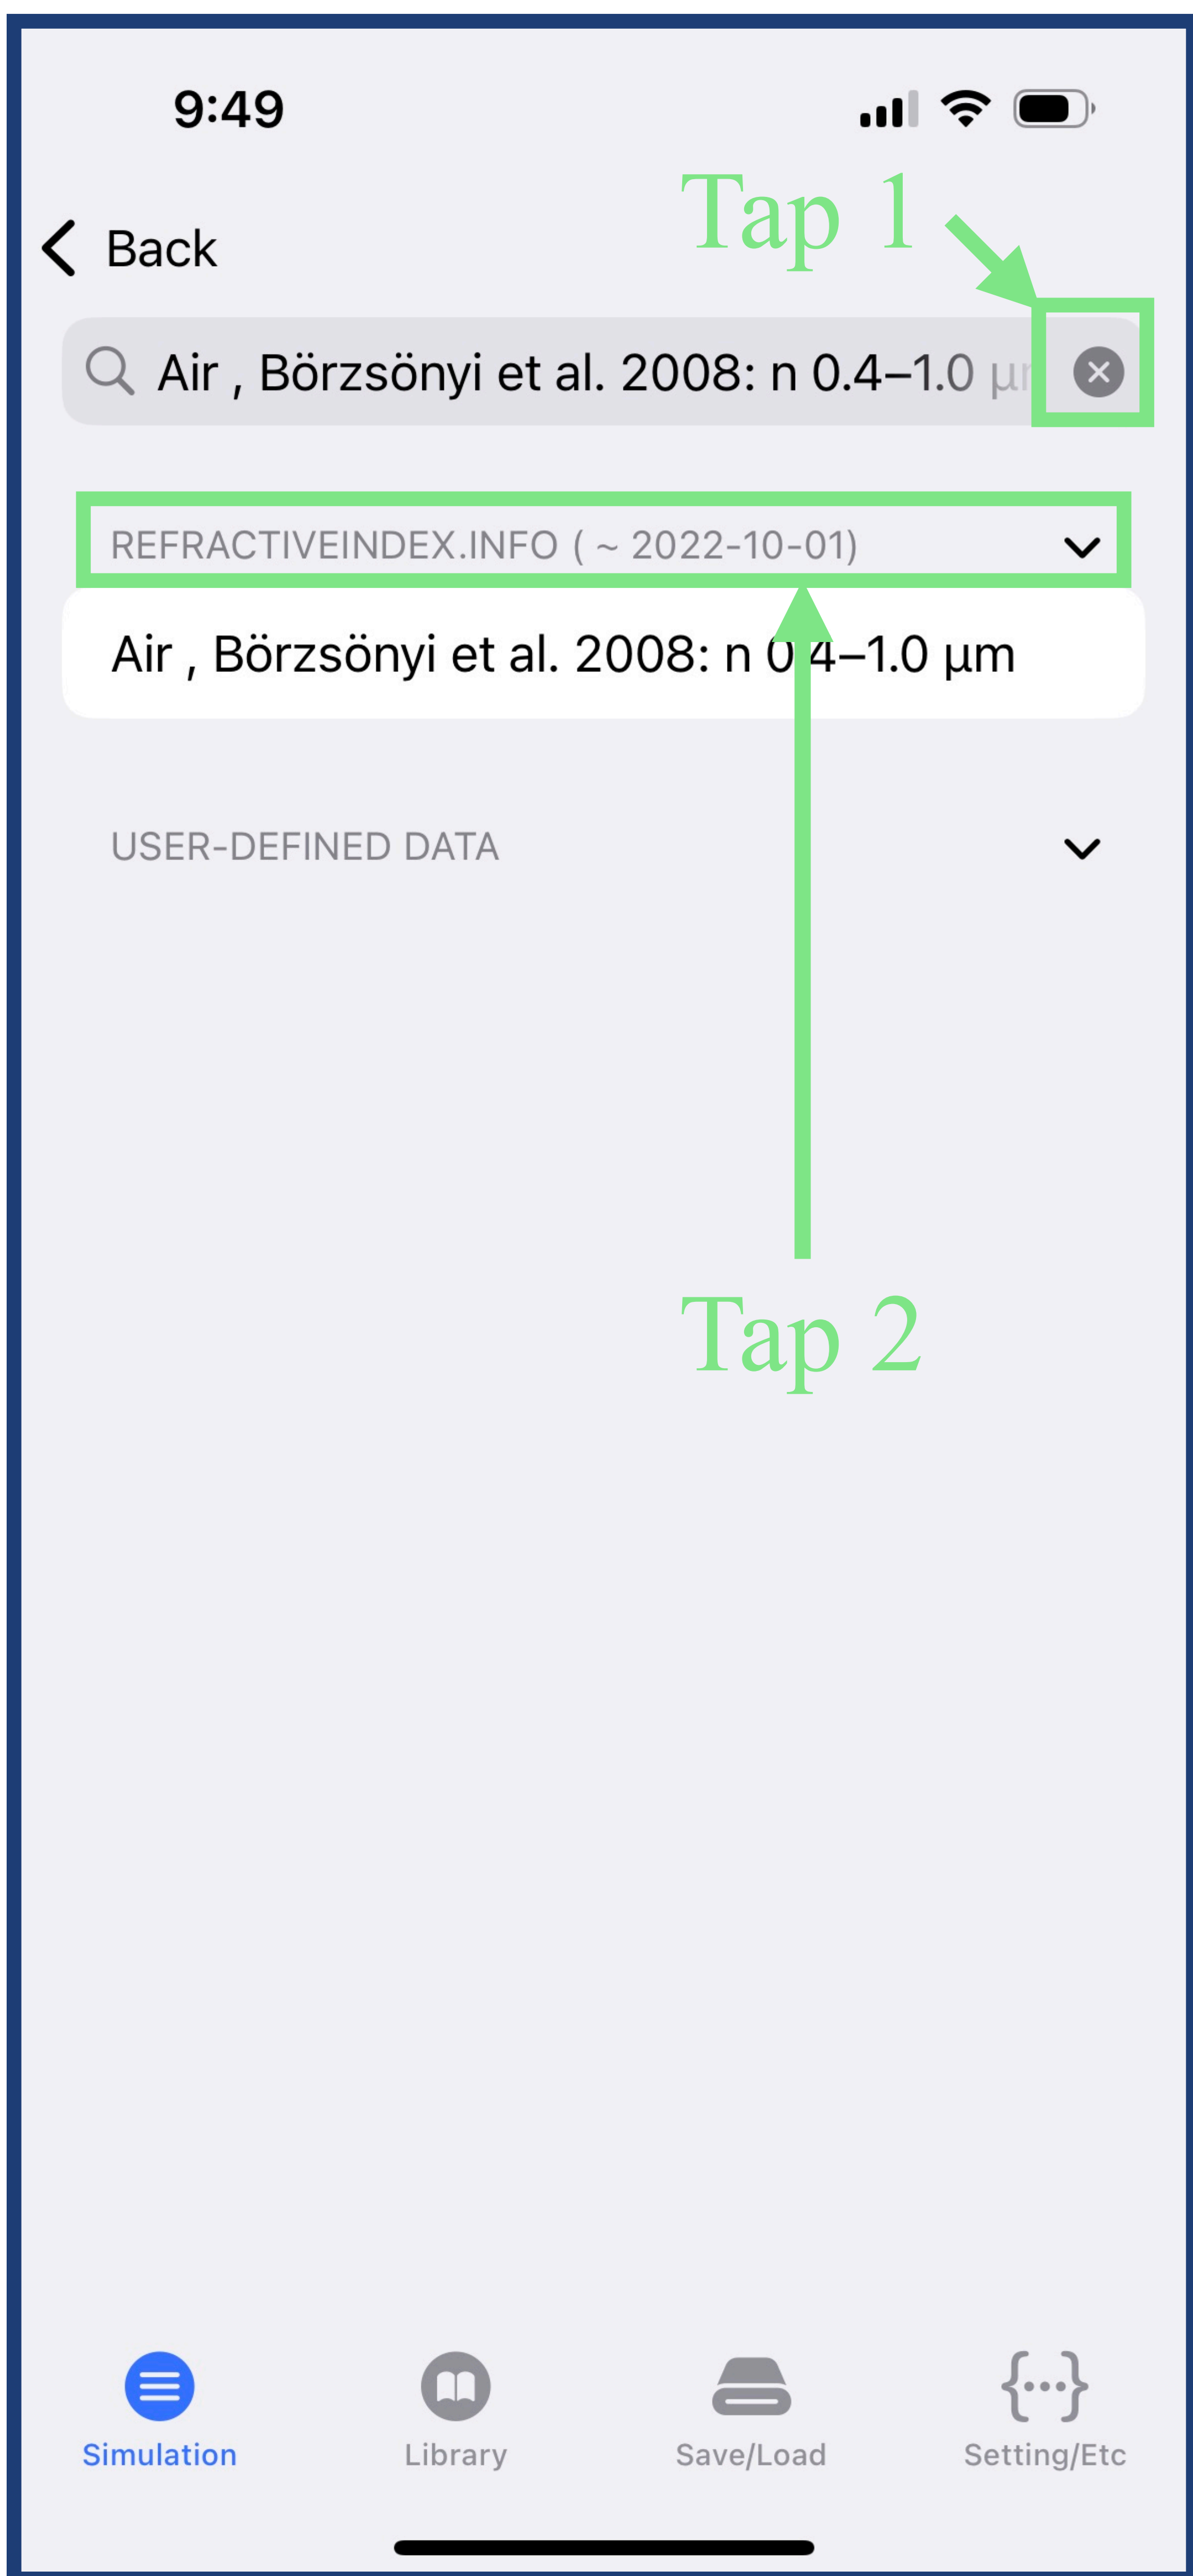 9:49
Tap 1
Back
Air , Börzsönyi et al. 2008: n 0.4–1.0 μ
REFRACTIVEINDEX.INFO ( ~ 2022-10-01)
Air , Börzsönyi et al. 2008: n 0.4–1.0 μm
USER-DEFINED DATA
Tap 2
Simulation
Library
Save/Load
Setting/Etc